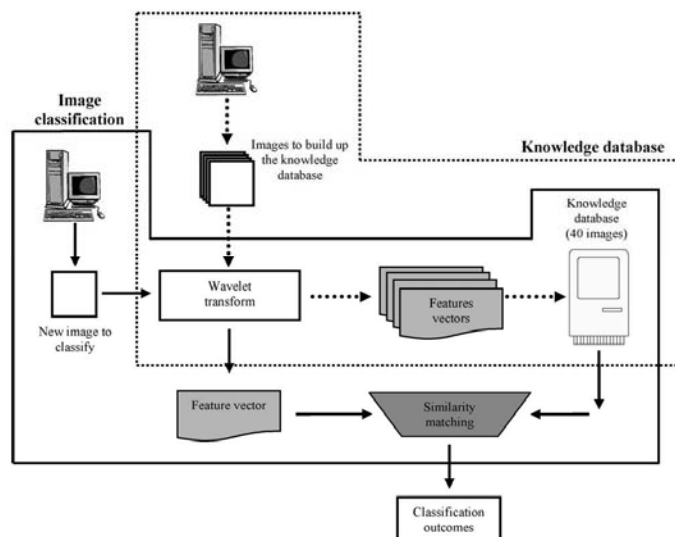 Image
classification
Images to build up
the knowledge
database
Knowledge database
Knowledge
database
(40 images)
New image to
classify
Wavelet
transform
Features
vectors
Feature vector
Similarity
matching
Classification
outcomes